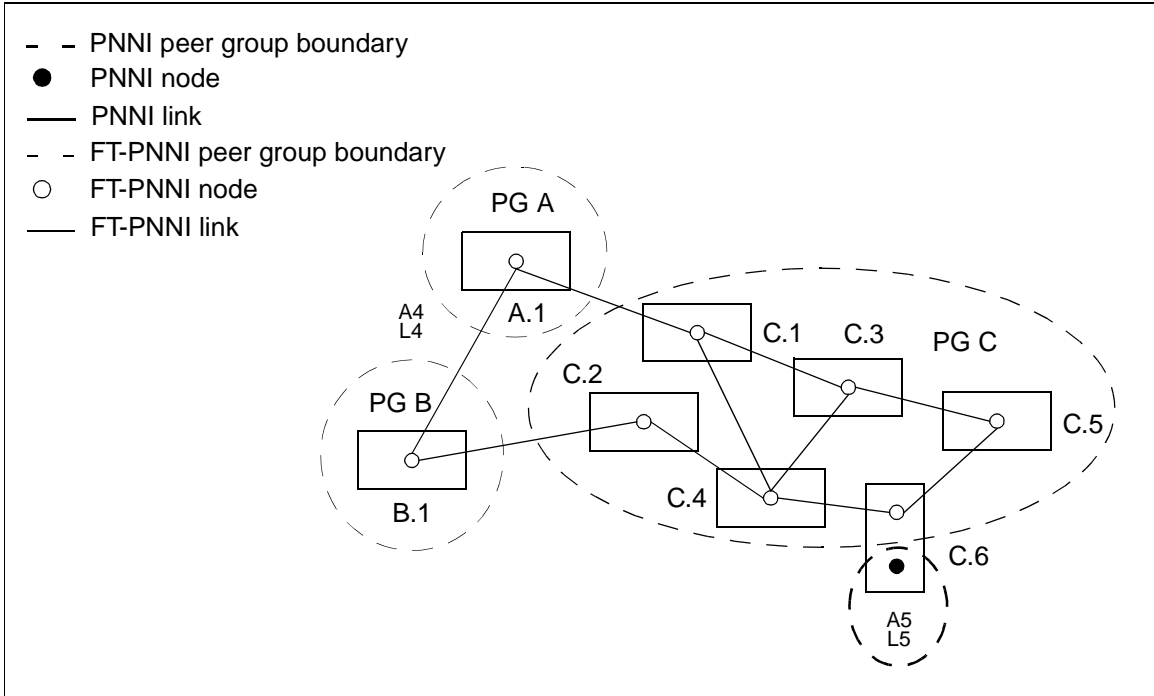 PNNI peer group boundary
PNNI node
PNNI link
FT-PNNI peer group boundary
FT-PNNI node
FT-PNNI link
PG A
A.1
A4
L4
C.1
C.3
PG C
C.2
PG B
C.5
C.4
B.1
C.6
A5
L5